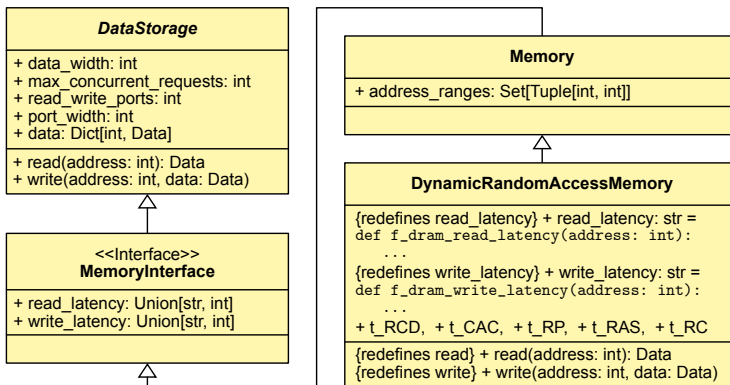 DataStorage
+ data_width: int
+ max_concurrent_requests: int
+ read_write_ports: int
+ port_width: int
+ data: Dict[int, Data]
+ read(address: int): Data
+ write(address: int, data: Data)
<<Interface>>
MemoryInterface
+ read_latency: Union[str, int]
+ write_latency: Union[str, int]
Memory
+ address_ranges: Set[Tuple[int, int]]
DynamicRandomAccessMemory
{redefines read_latency} + read_latency: str =
def f_dram_read_latency(address: int):
...
{redefines write_latency} + write_latency: str =
def f_dram_write_latency(address: int):
...
+ t_RCD, + t_CAC, + t_RP, + t_RAS, + t_RC
{redefines read} + read(address: int): Data
{redefines write} + write(address: int, data: Data)